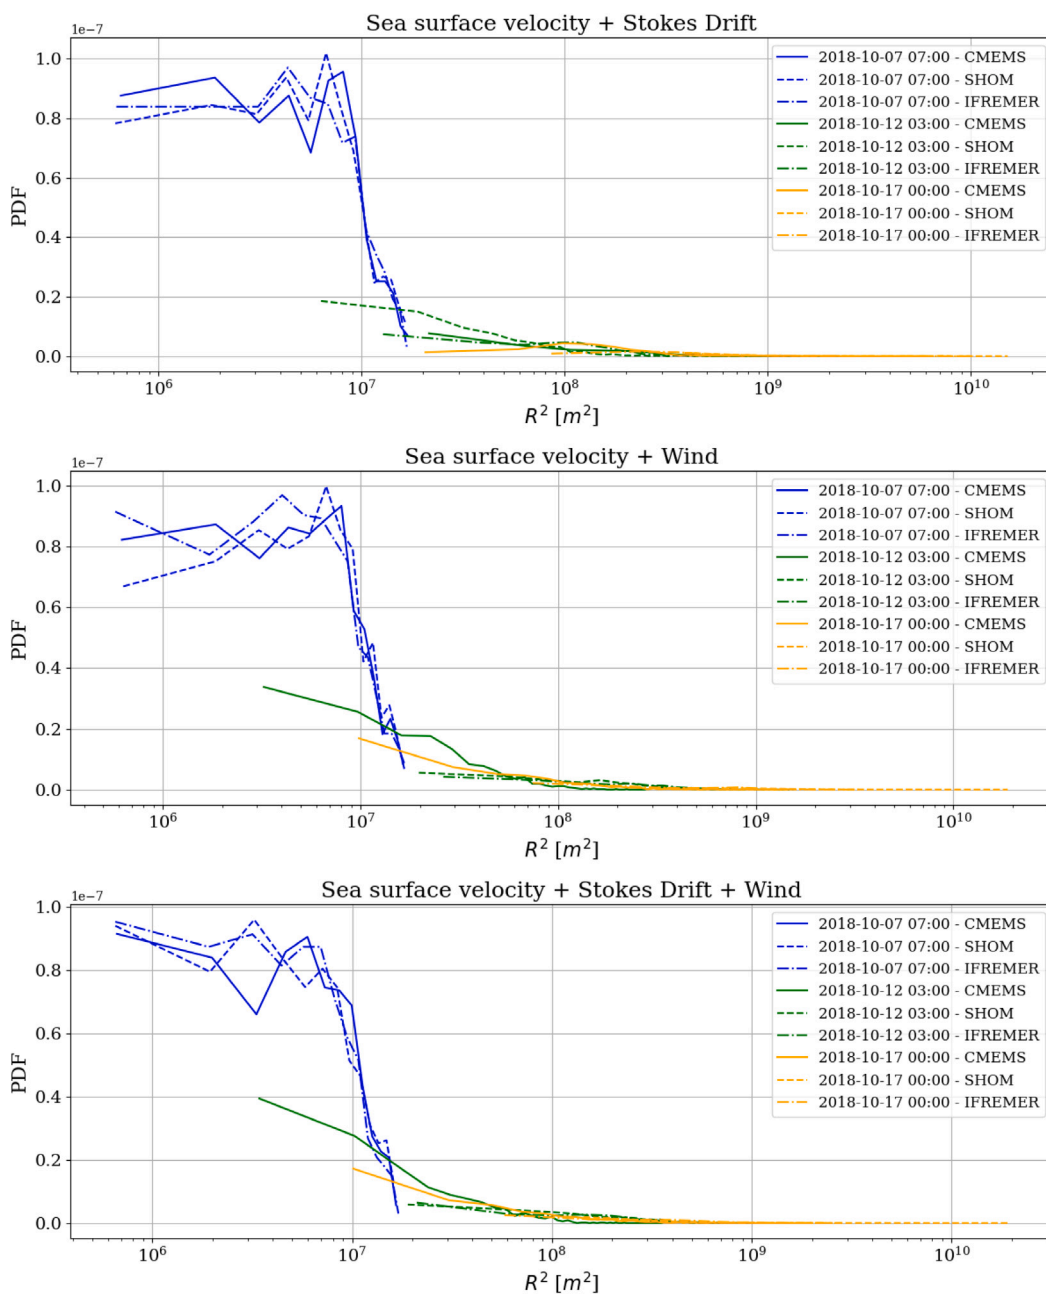 Sea surface velocity + Stokes Drift
1e−7
1.0
0.8
0.6
0.4
0.2
0.0
PDF
10⁶
10⁷
10⁸
10⁹
10¹⁰
R² [m²]
2018-10-07 07:00 - CMEMS
2018-10-07 07:00 - SHOM
2018-10-07 07:00 - IFREMER
2018-10-12 03:00 - CMEMS
2018-10-12 03:00 - SHOM
2018-10-12 03:00 - IFREMER
2018-10-17 00:00 - CMEMS
2018-10-17 00:00 - SHOM
2018-10-17 00:00 - IFREMER
Sea surface velocity + Wind
1e−7
1.0
0.8
0.6
0.4
0.2
0.0
PDF
10⁶
10⁷
10⁸
10⁹
10¹⁰
R² [m²]
2018-10-07 07:00 - CMEMS
2018-10-07 07:00 - SHOM
2018-10-07 07:00 - IFREMER
2018-10-12 03:00 - CMEMS
2018-10-12 03:00 - SHOM
2018-10-12 03:00 - IFREMER
2018-10-17 00:00 - CMEMS
2018-10-17 00:00 - SHOM
2018-10-17 00:00 - IFREMER
Sea surface velocity + Stokes Drift + Wind
1e−7
1.0
0.8
0.6
0.4
0.2
0.0
PDF
10⁶
10⁷
10⁸
10⁹
10¹⁰
R² [m²]
2018-10-07 07:00 - CMEMS
2018-10-07 07:00 - SHOM
2018-10-07 07:00 - IFREMER
2018-10-12 03:00 - CMEMS
2018-10-12 03:00 - SHOM
2018-10-12 03:00 - IFREMER
2018-10-17 00:00 - CMEMS
2018-10-17 00:00 - SHOM
2018-10-17 00:00 - IFREMER